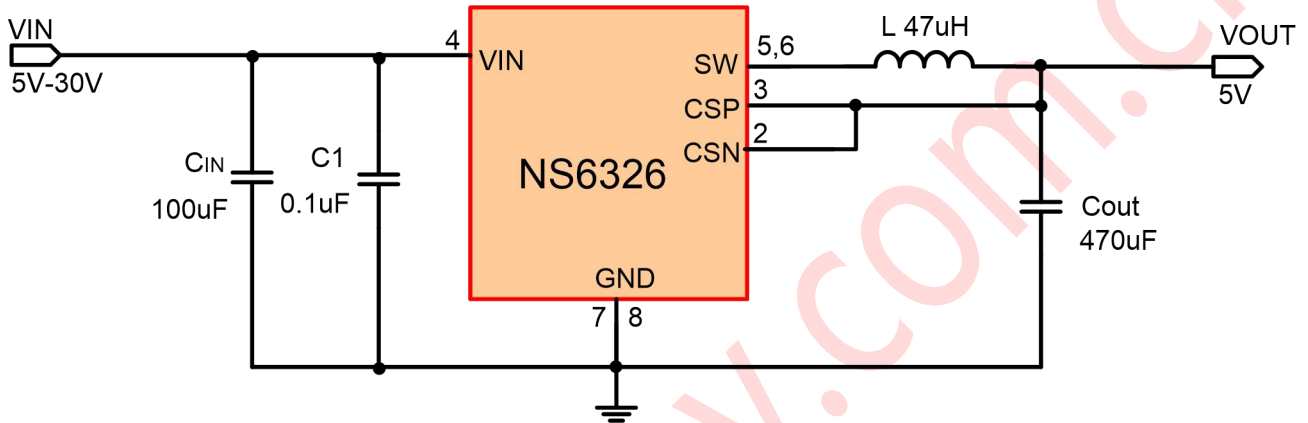 VIN
5V-30V
4
VIN
SW
5,6
L 47uH
VOUT
5V
CSP
3
CSN
2
NS6326
CIN
100uF
C1
0.1uF
Cout
470uF
GND
7
8
v.com.c